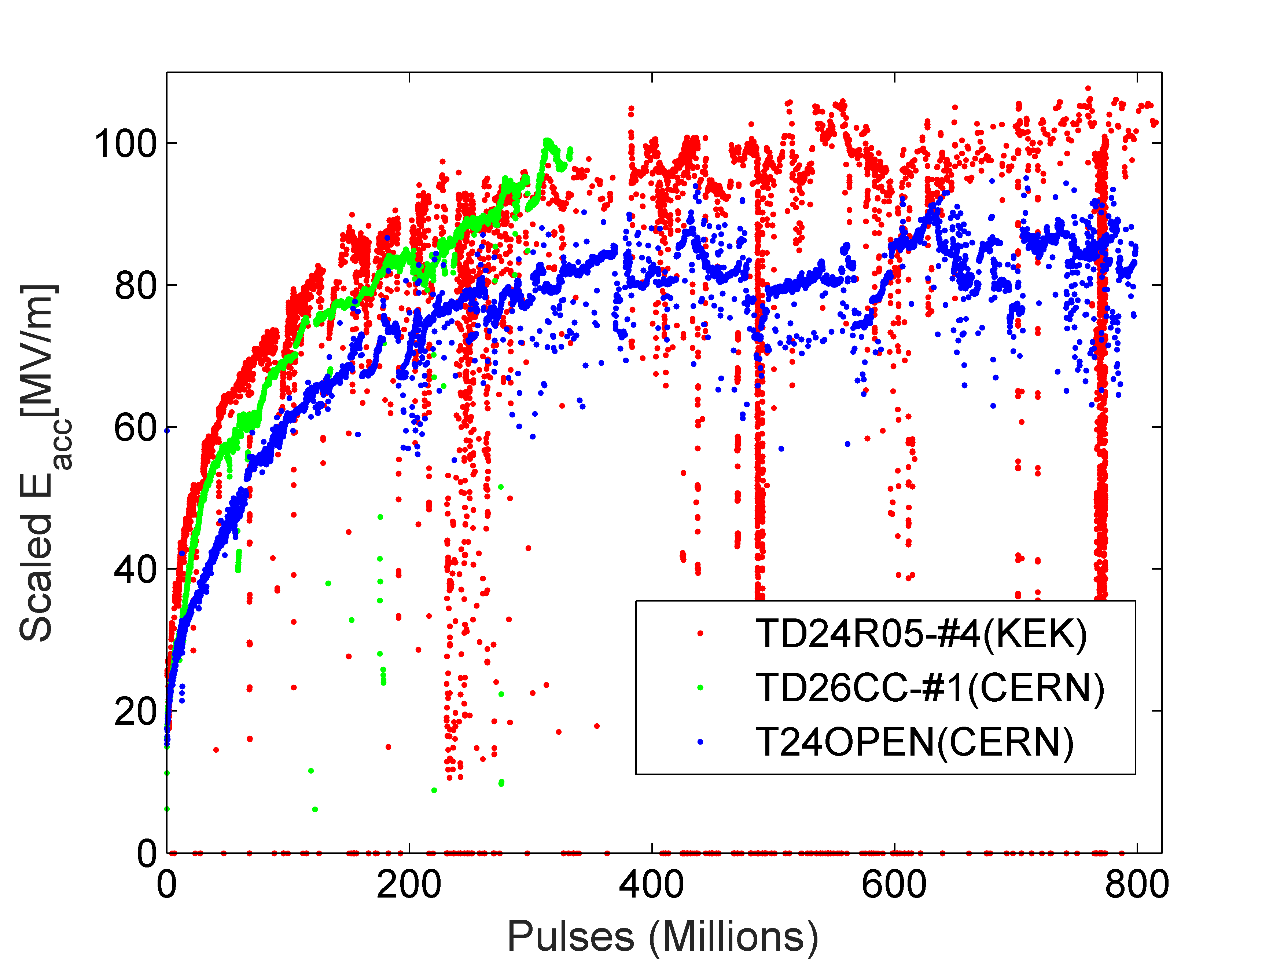 100
80
60
40
20
0
0 200 400 600 800
Scaled E_acc[MV/m]
Pulses (Millions)
TD24R05-#4(KEK)
TD26CC-#1(CERN)
T24OPEN(CERN)